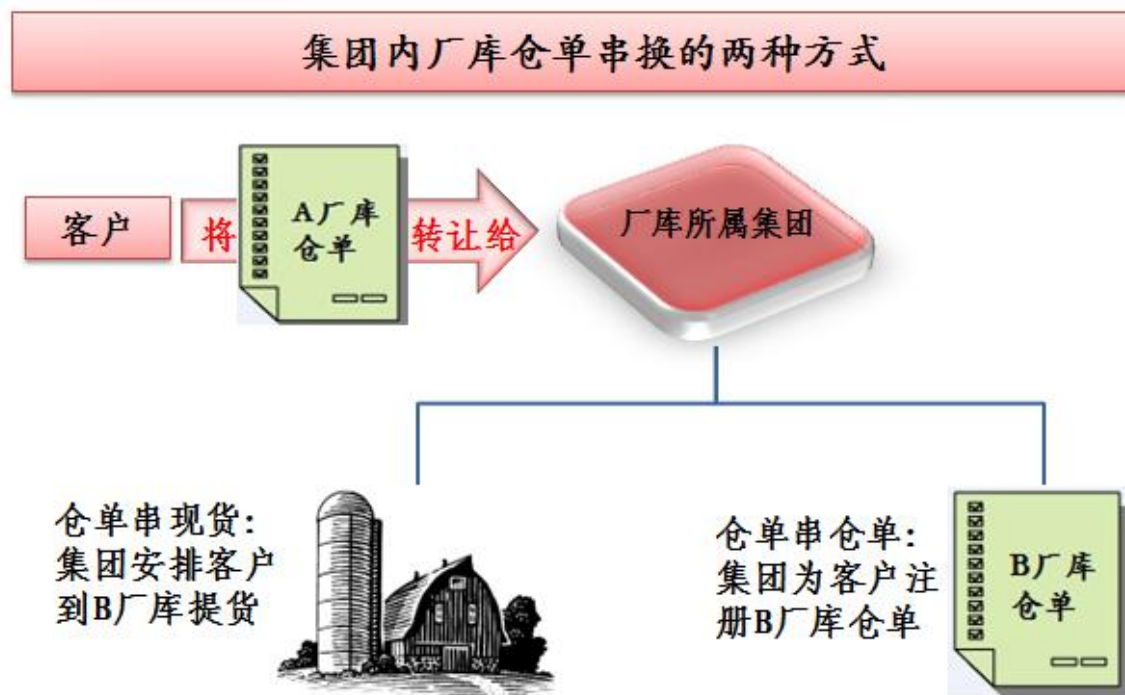 集团内厂库仓单串换的两种方式
客户
将
A厂库
仓单
转让给
厂库所属集团
仓单串现货:
集团安排客户
到B厂库提货
仓单串仓单:
集团为客户注
册B厂库仓单
B厂库
仓单